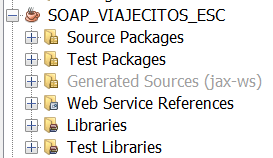 SOAP_VIAJECITOS_ESC
Source Packages
Test Packages
Generated Sources (jax-ws)
Web Service References
Libraries
Test Libraries